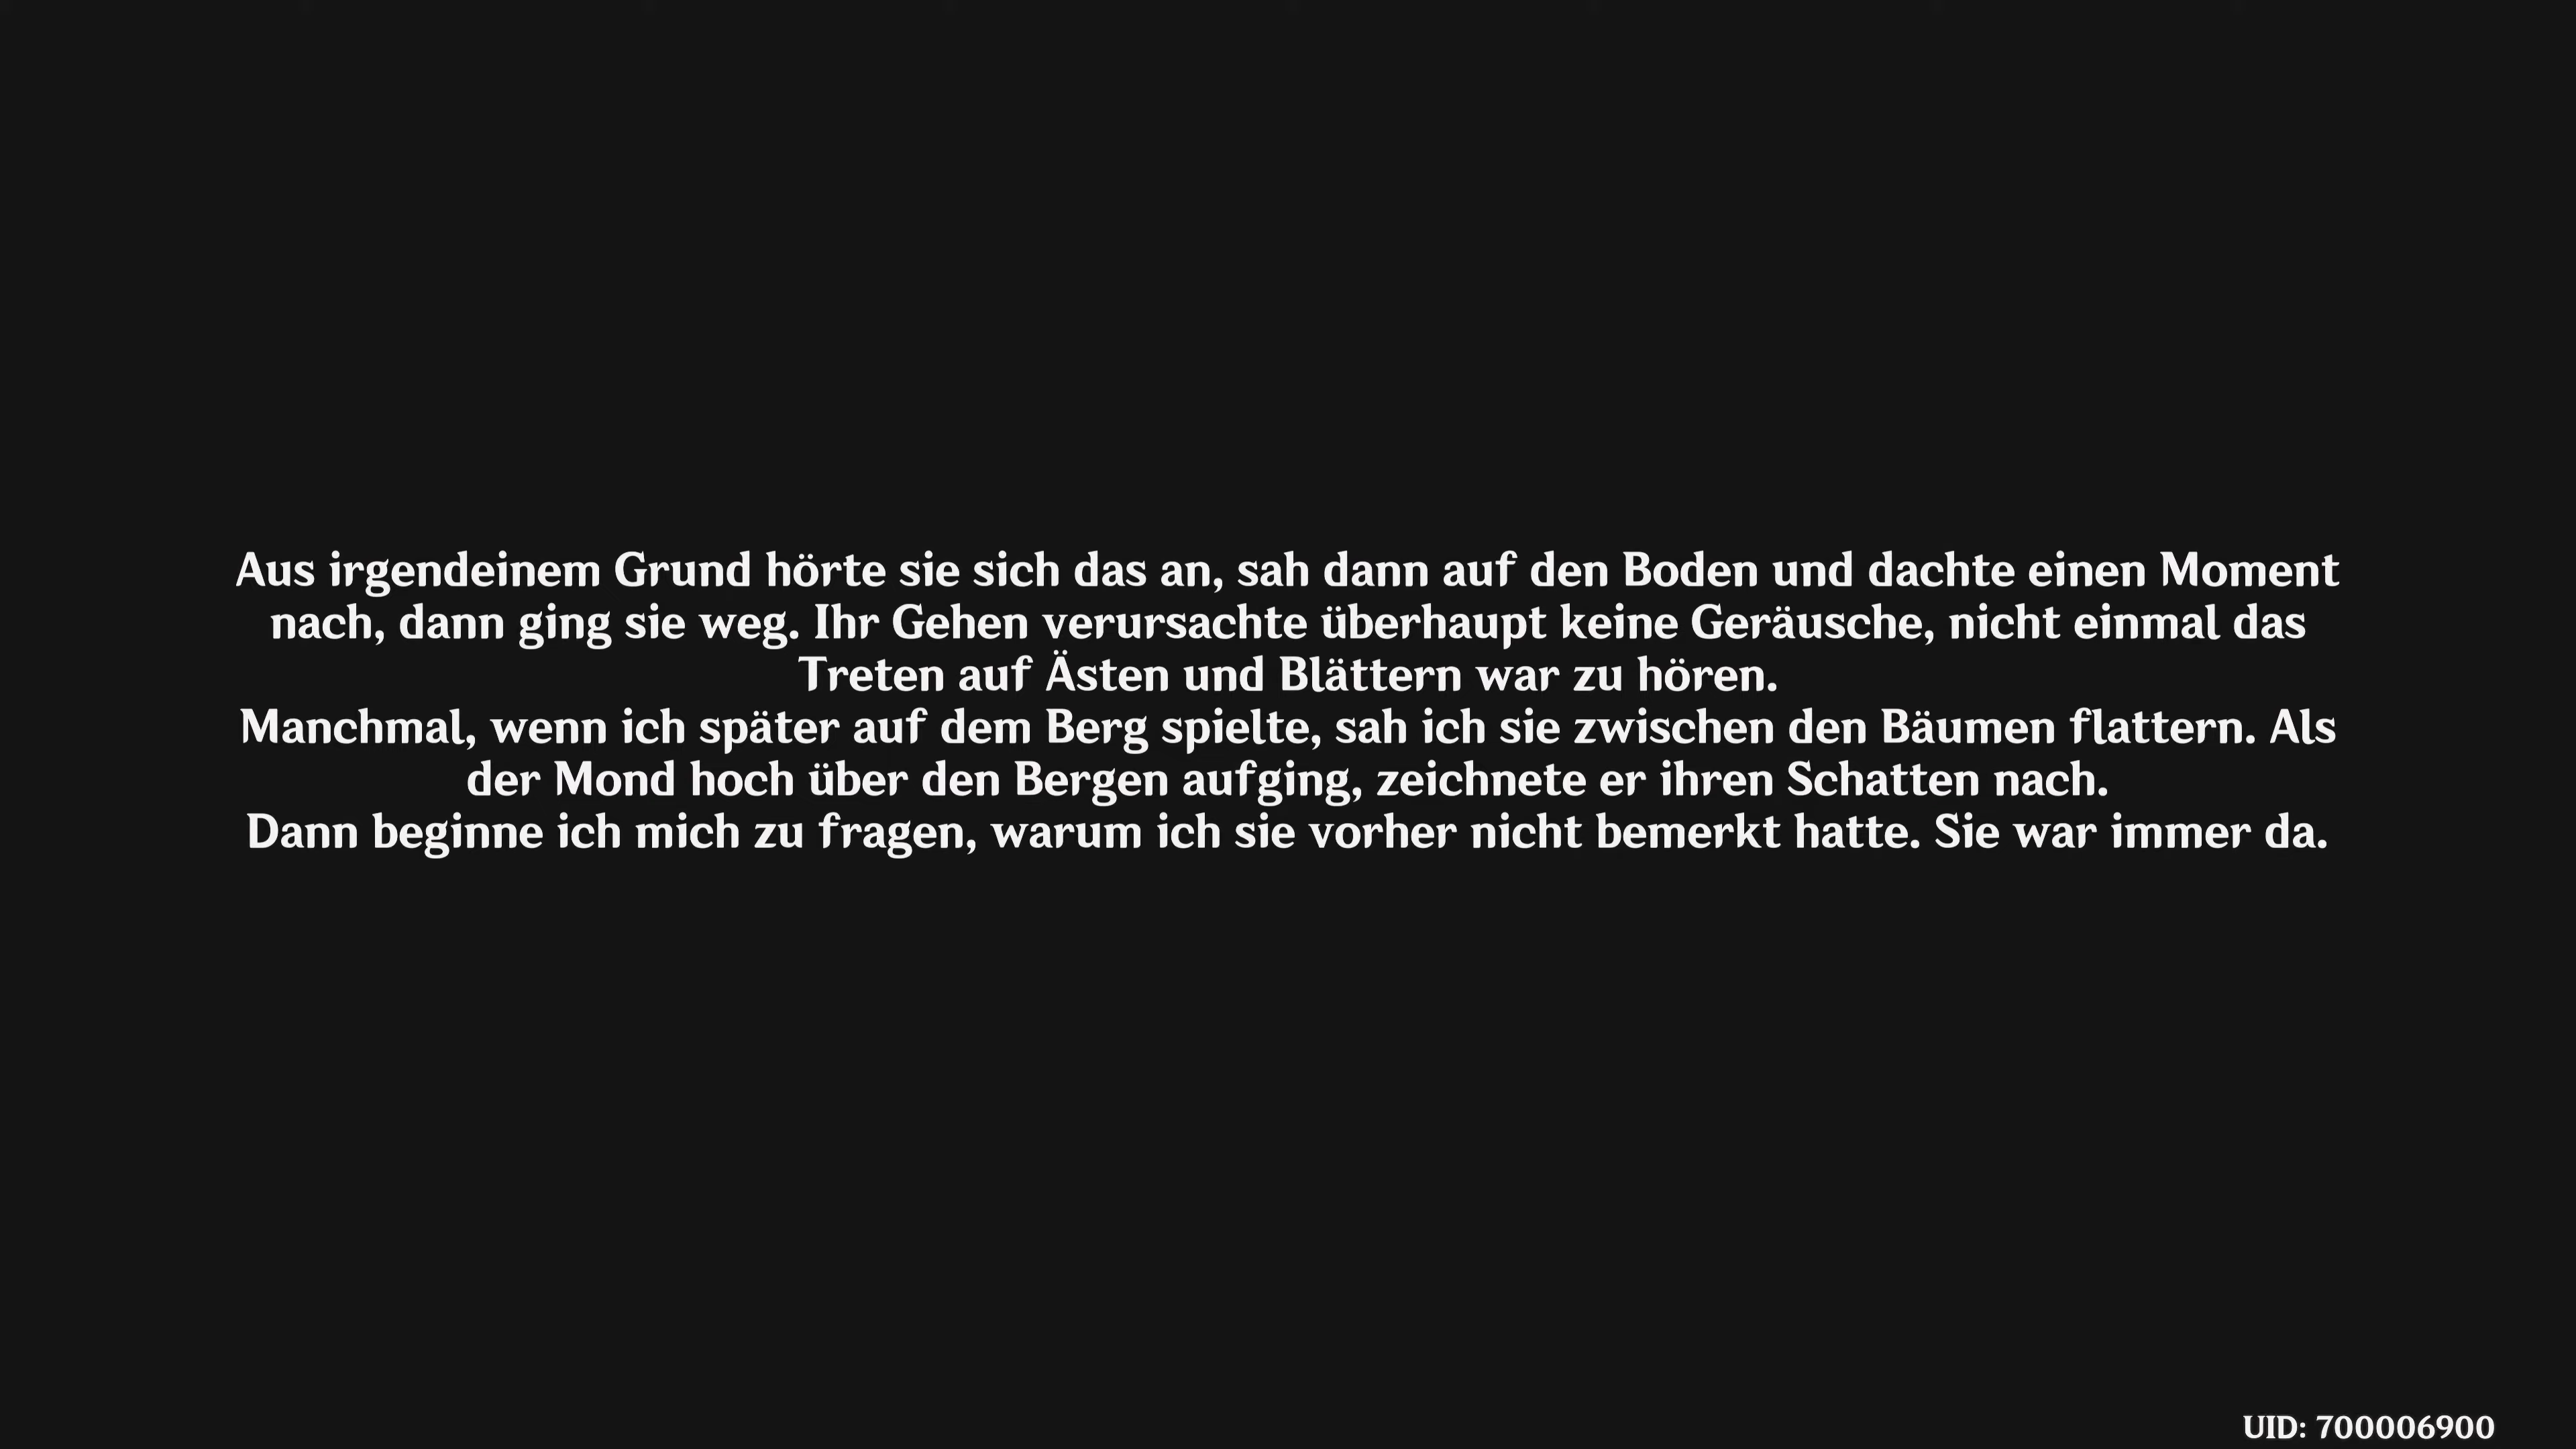 Aus irgendeinem Grund hörte sie sich das an, sah dann auf den Boden und dachte einen Moment
nach, dann ging sie weg. Ihr Gehen verursachte überhaupt keine Geräusche, nicht einmal das
Treten auf Ästen und Blättern war zu hören.
Manchmal, wenn ich später auf dem Berg spielte, sah ich sie zwischen den Bäumen flattern. Als
der Mond hoch über den Bergen aufging, zeichnete er ihren Schatten nach.
Dann beginne ich mich zu fragen, warum ich sie vorher nicht bemerkt hatte. Sie war immer da.
UID: 700006900